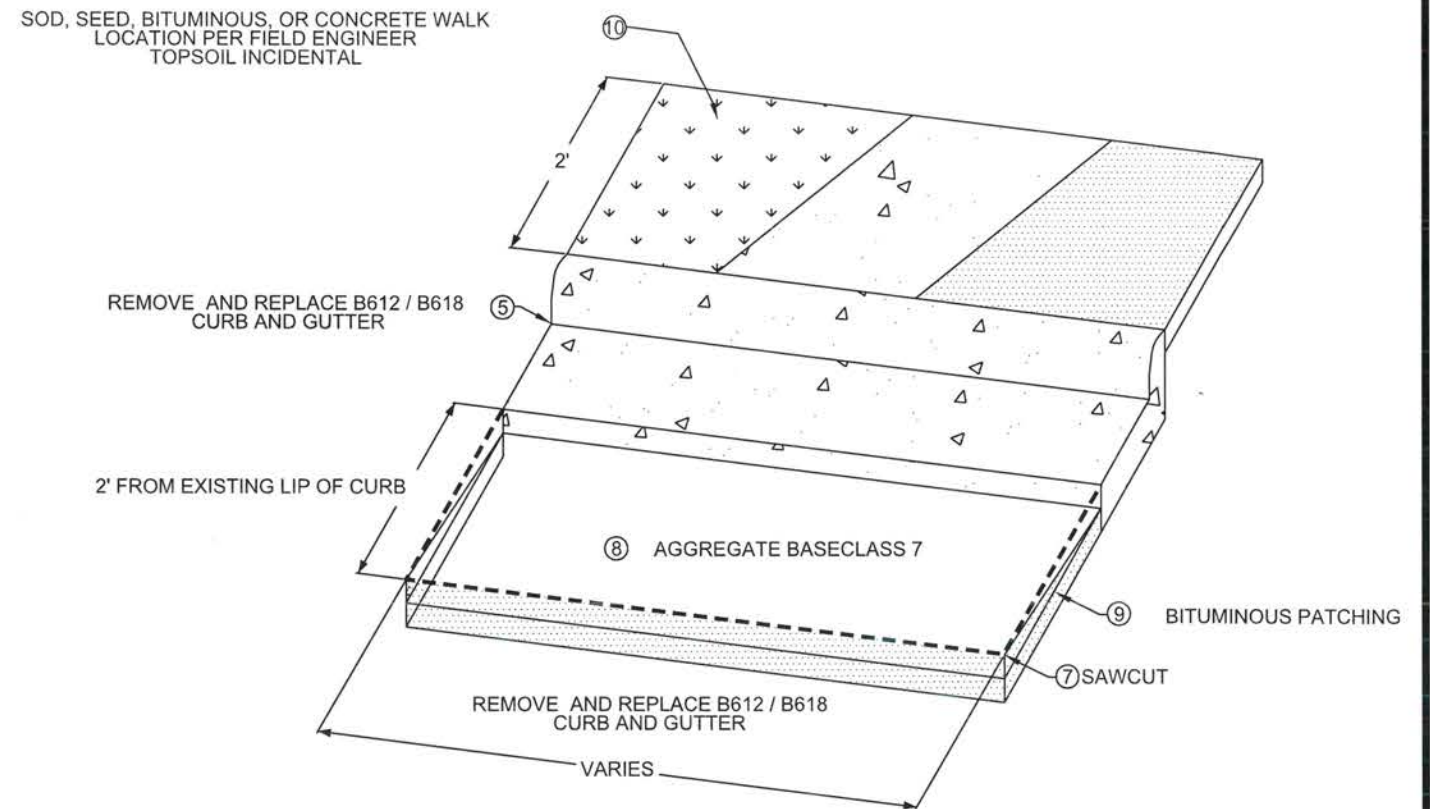 SOD, SEED, BITUMINOUS, OR CONCRETE WALK
LOCATION PER FIELD ENGINEER
TOPSOIL INCIDENTAL
10
2'
REMOVE AND REPLACE B612 / B618
CURB AND GUTTER
5
2' FROM EXISTING LIP OF CURB
8 AGGREGATE BASECLASS 7
9 BITUMINOUS PATCHING
7 SAWCUT
REMOVE AND REPLACE B612 / B618
CURB AND GUTTER
VARIES